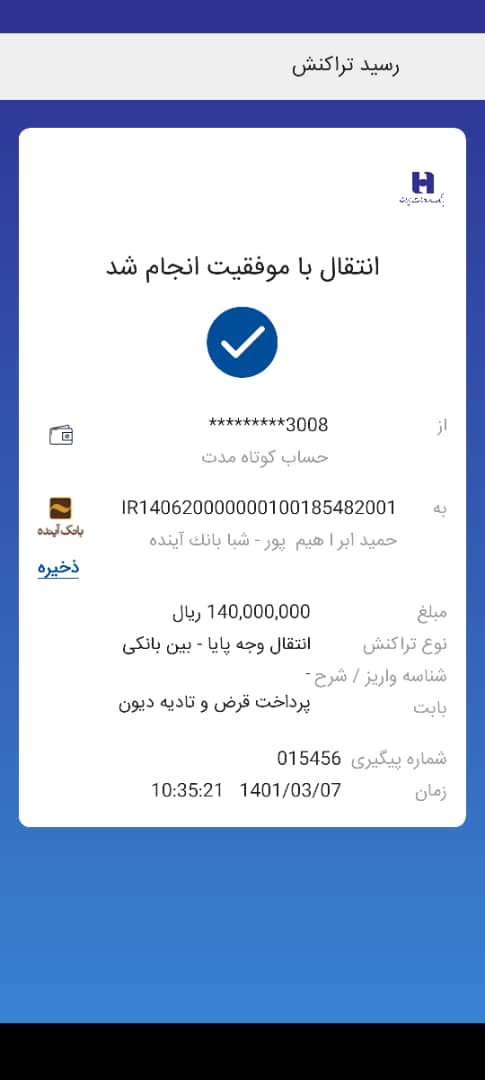 رسید تراکنش
بانک صادرات ایران
انتقال با موفقیت انجام شد
از *********3008
حساب کوتاه مدت
به IR140620000000100185482001
حمید ابر ا هیم پور - شبا بانك آینده
بانک آینده
ذخیره
مبلغ 140,000,000 ریال
نوع تراکنش انتقال وجه پایا - بین بانکی
شناسه واریز / شرح -
بابت پرداخت قرض و تادیه دیون
شماره پیگیری 015456
زمان 1401/03/07 10:35:21